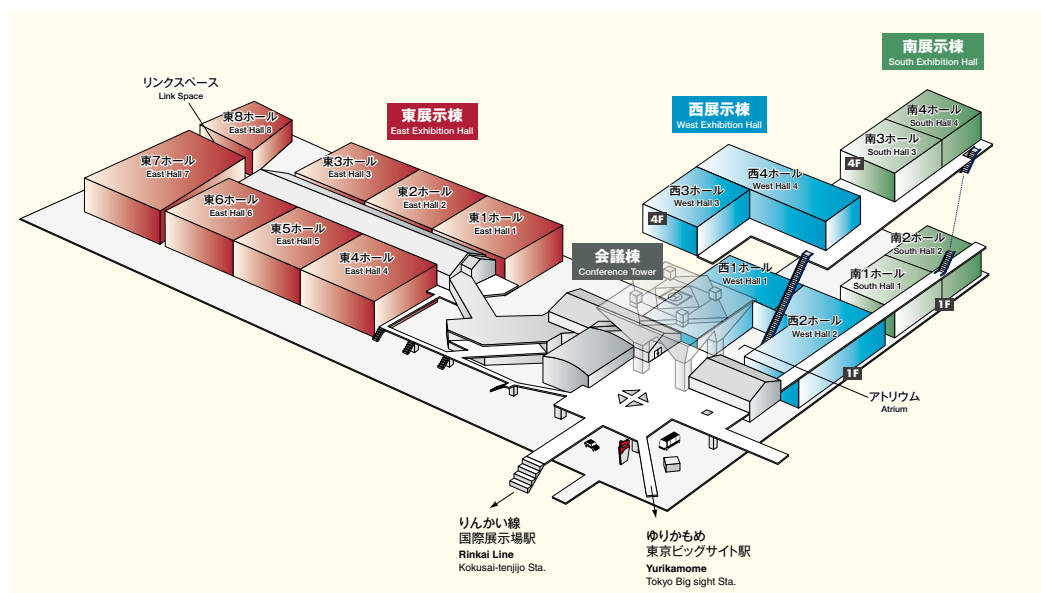 南展示棟
South Exhibition Hall
リンクスペース
Link Space
東展示棟
East Exhibition Hall
西展示棟
West Exhibition Hall
東8ホール
East Hall 8
南4ホール
South Hall 4
南3ホール
South Hall 3
4F
東7ホール
East Hall 7
東3ホール
East Hall 3
東2ホール
East Hall 2
東1ホール
East Hall 1
東6ホール
East Hall 6
東5ホール
East Hall 5
東4ホール
East Hall 4
西4ホール
West Hall 4
西3ホール
West Hall 3
4F
会議棟
Conference Tower
西1ホール
West Hall 1
西2ホール
West Hall 2
南2ホール
South Hall 2
南1ホール
South Hall 1
1F
1F
アトリウム
Atrium
りんかい線
国際展示場駅
Rinkai Line
Kokusai-tenjijo Sta.
ゆりかもめ
東京ビッグサイト駅
Yurikamome
Tokyo Big sight Sta.